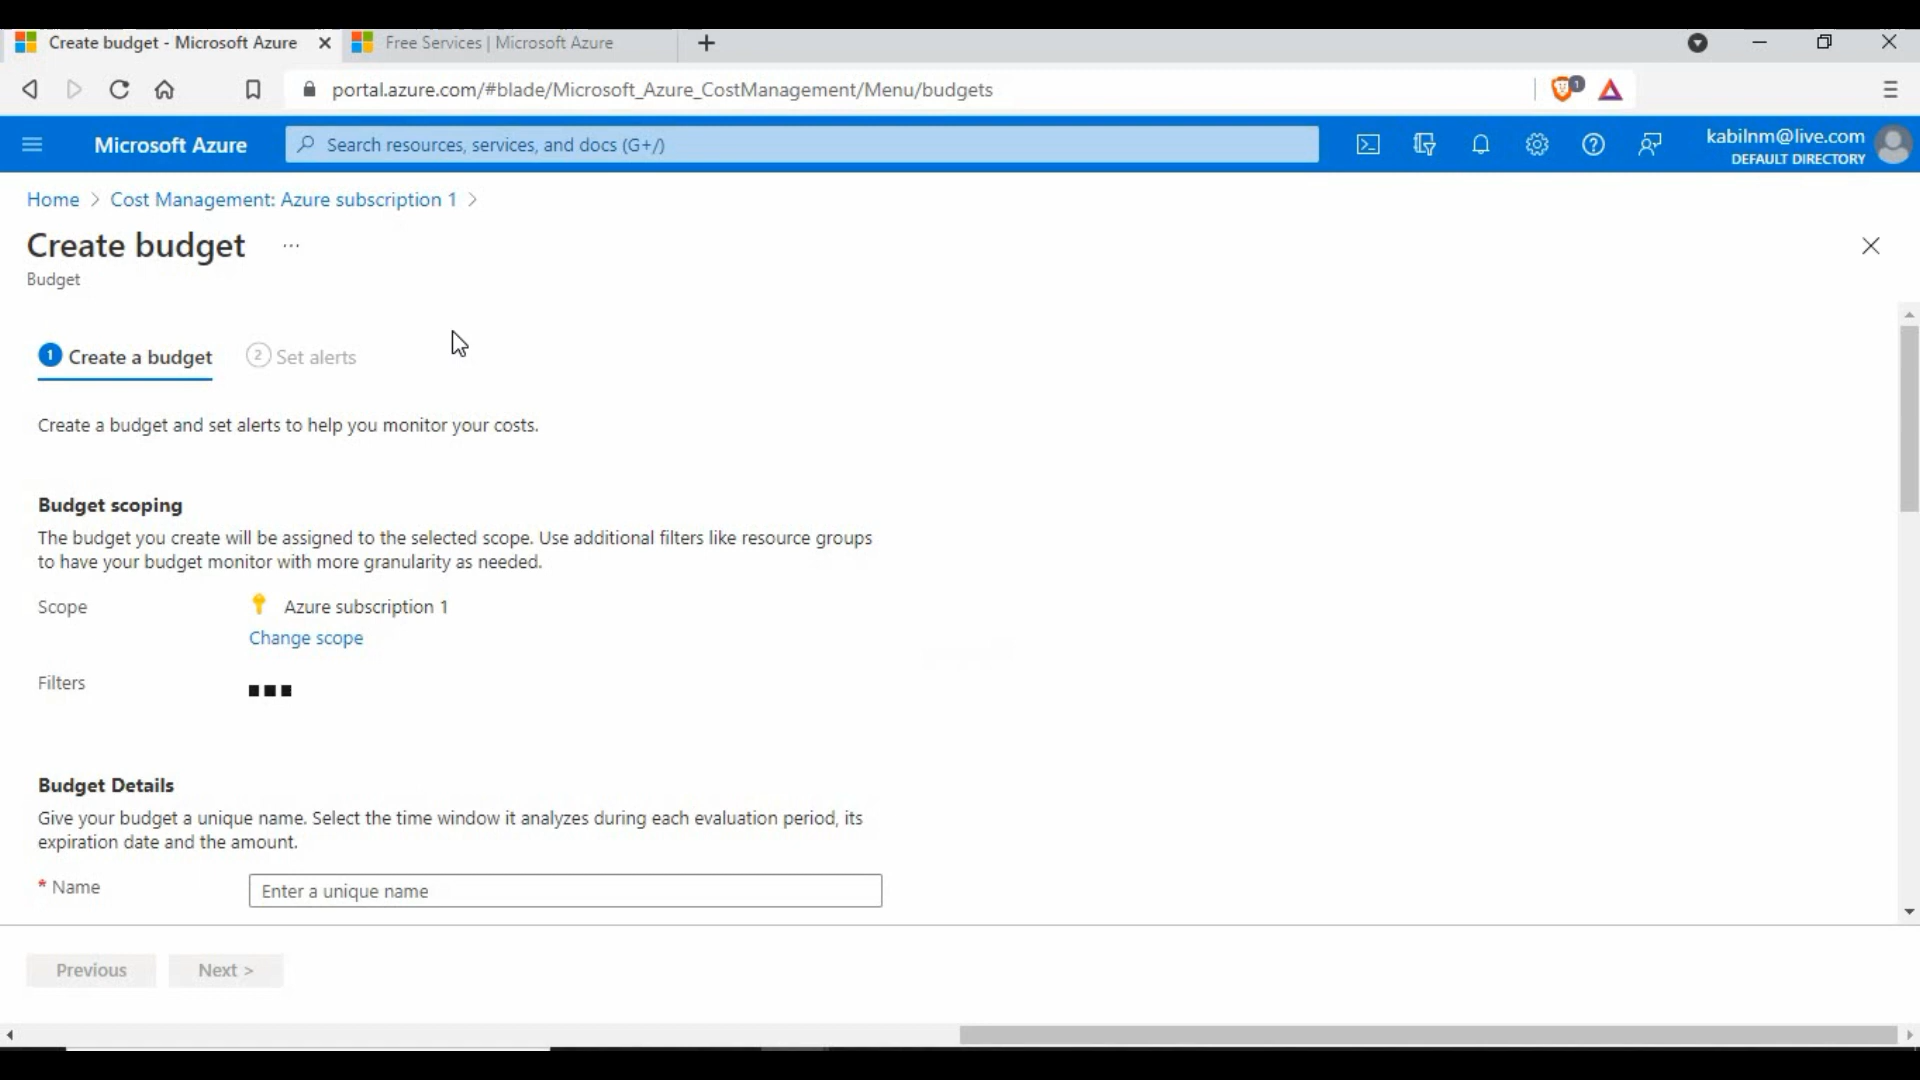 Create budget - Microsoft Azure
Free Services | Microsoft Azure
portal.azure.com/#blade/Microsoft_Azure_CostManagement/Menu/budgets
1
Microsoft Azure
Search resources, services, and docs (G+/)
kabilnm@live.com
DEFAULT DIRECTORY
Home > Cost Management: Azure subscription 1 >
Create budget ...
Budget
1 Create a budget
2 Set alerts
Create a budget and set alerts to help you monitor your costs.
Budget scoping
The budget you create will be assigned to the selected scope. Use additional filters like resource groups
to have your budget monitor with more granularity as needed.
Scope
Azure subscription 1
Change scope
Filters
Budget Details
Give your budget a unique name. Select the time window it analyzes during each evaluation period, its
expiration date and the amount.
* Name
Enter a unique name
Previous
Next >